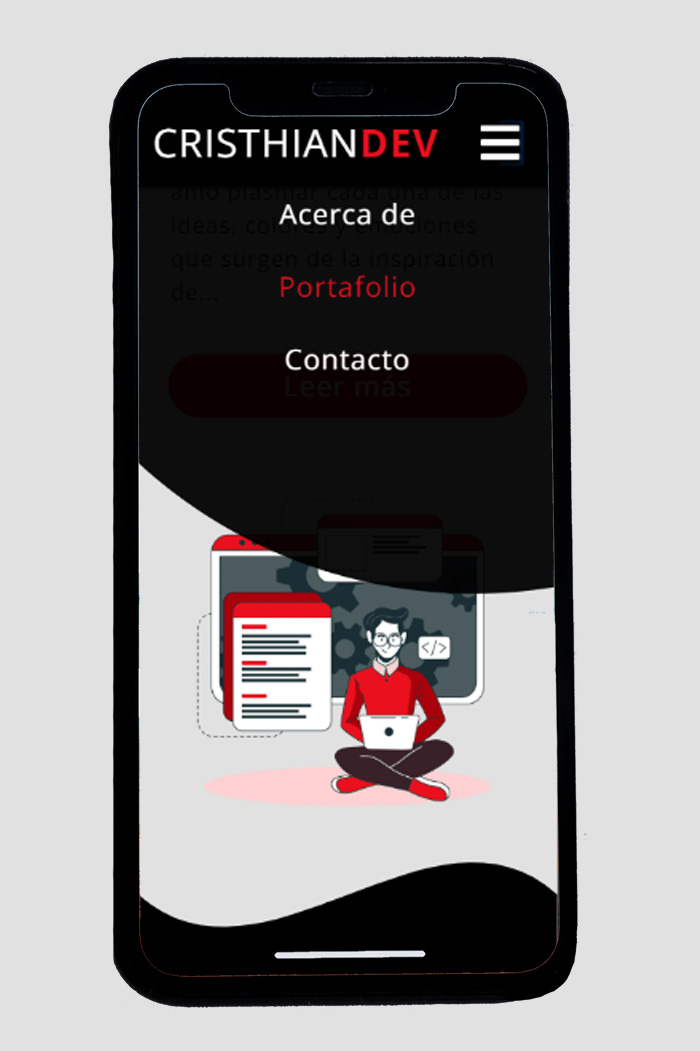 CRISTHIANDEV
plasmar cada una de las
Acerca de
ideas, colores y emociones
que surgen de la inspiración
Portafolio
de...
Contacto
Leer más
</>